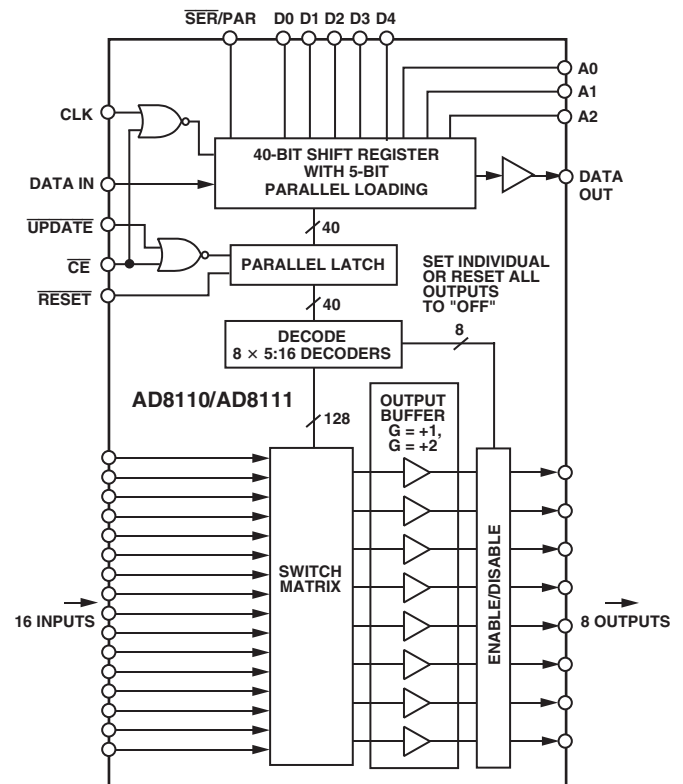 SER/PAR D0 D1 D2 D3 D4
A0
A1
A2
CLK
40-BIT SHIFT REGISTER
WITH 5-BIT
PARALLEL LOADING
DATA IN
DATA
OUT
UPDATE
40
CE
PARALLEL LATCH
RESET
SET INDIVIDUAL
OR RESET ALL
OUTPUTS
TO "OFF"
40
8
DECODE
8 × 5:16 DECODERS
AD8110/AD8111
128
OUTPUT
BUFFER
G = +1,
G = +2
SWITCH
MATRIX
ENABLE/DISABLE
16 INPUTS
8 OUTPUTS